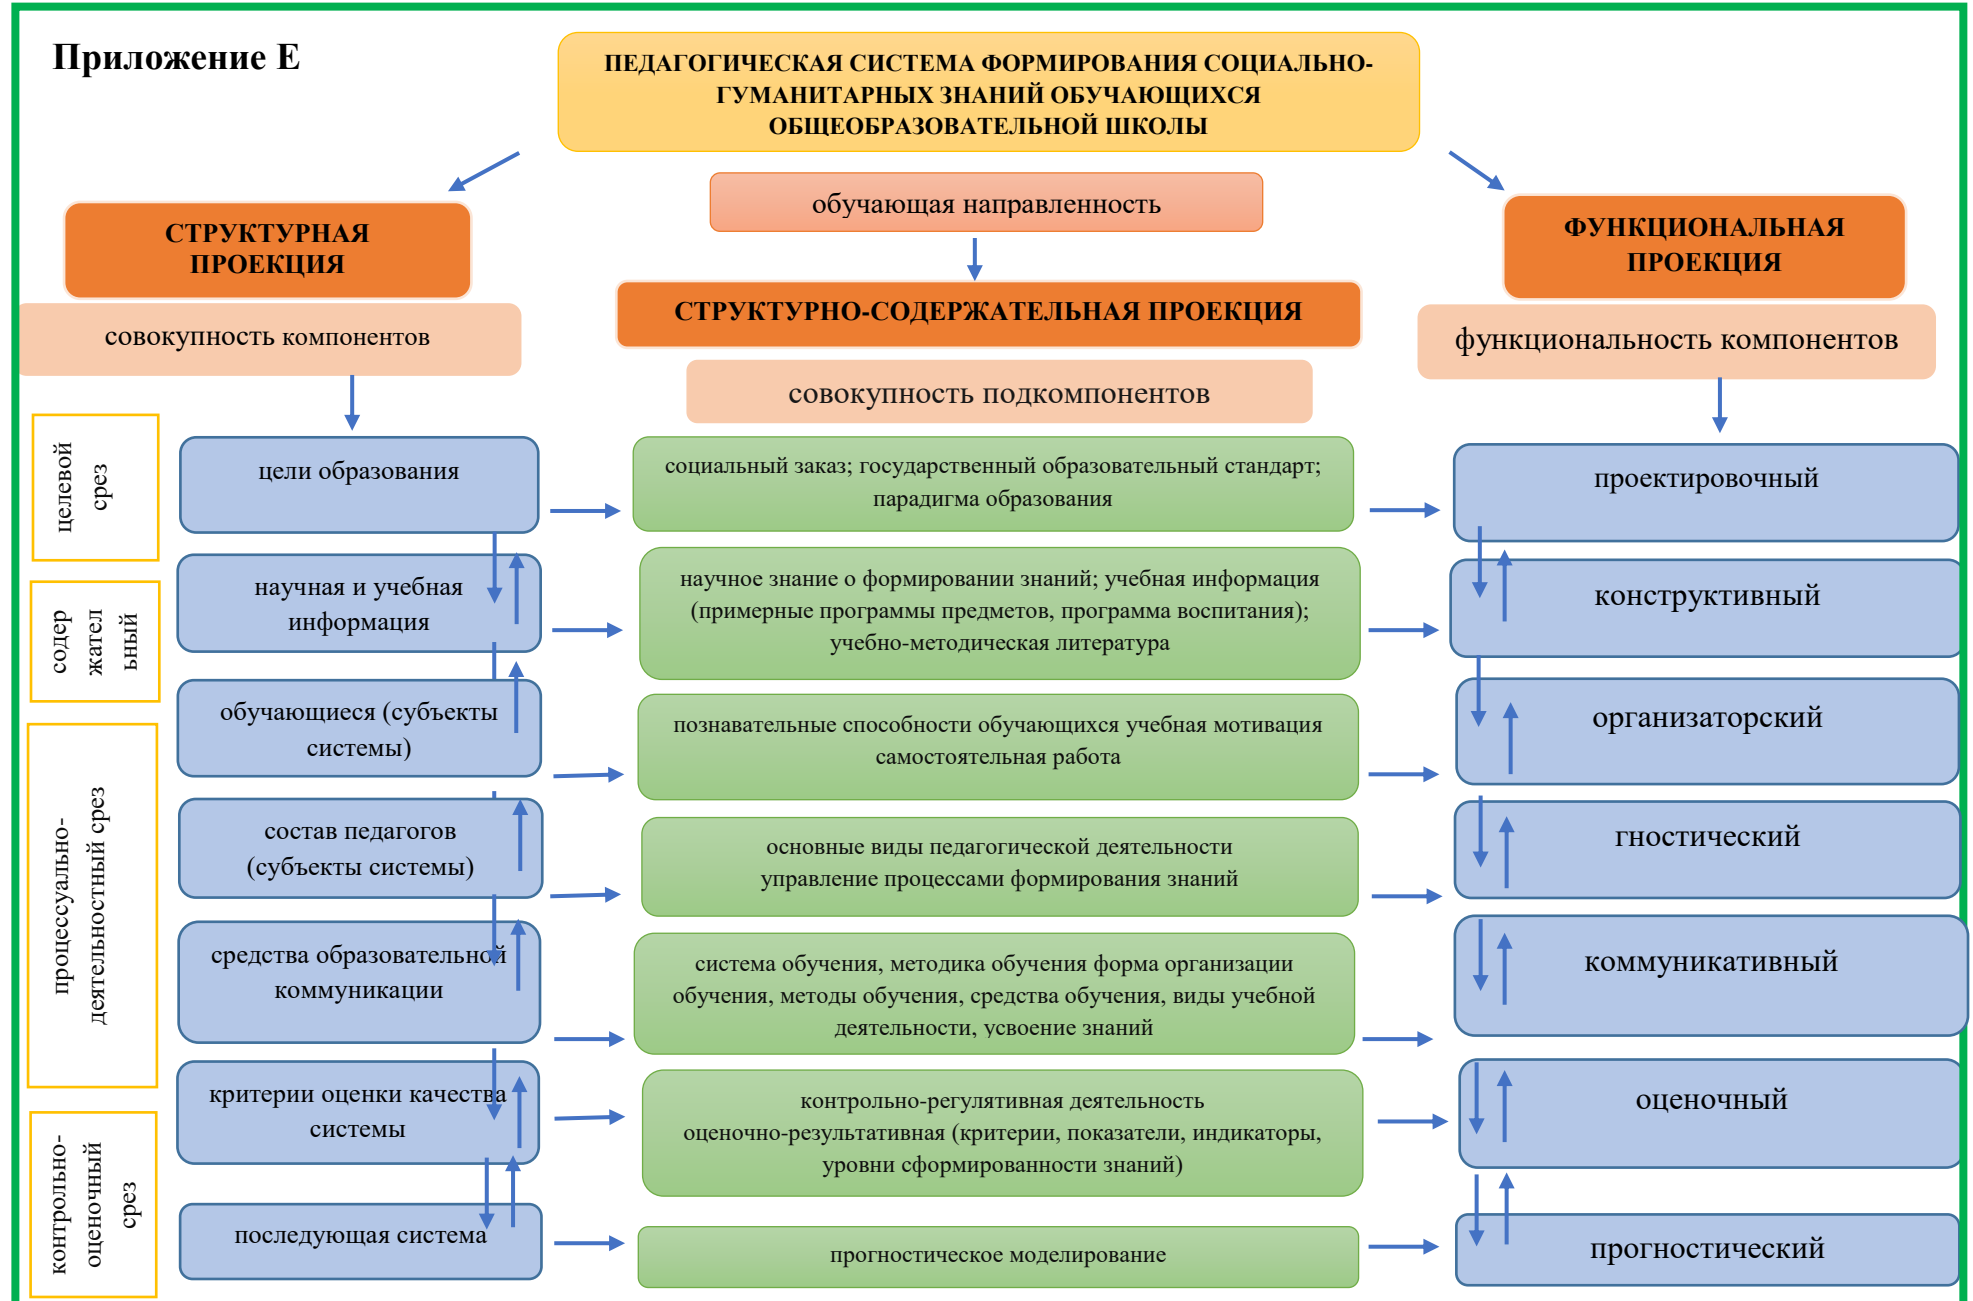 Приложение Е
ПЕДАГОГИЧЕСКАЯ СИСТЕМА ФОРМИРОВАНИЯ СОЦИАЛЬНО-
ГУМАНИТАРНЫХ ЗНАНИЙ ОБУЧАЮЩИХСЯ
ОБЩЕОБРАЗОВАТЕЛЬНОЙ ШКОЛЫ
обучающая направленность
СТРУКТУРНАЯ
ПРОЕКЦИЯ
СТРУКТУРНО-СОДЕРЖАТЕЛЬНАЯ ПРОЕКЦИЯ
ФУНКЦИОНАЛЬНАЯ
ПРОЕКЦИЯ
совокупность компонентов
совокупность подкомпонентов
функциональность компонентов
целевой
срез
цели образования
социальный заказ; государственный образовательный стандарт;
парадигма образования
проектировочный
содер
жател
ьный
научная и учебная
информация
научное знание о формировании знаний; учебная информация
(примерные программы предметов, программа воспитания);
учебно-методическая литература
конструктивный
процессуально-
деятельностный срез
обучающиеся (субъекты
системы)
познавательные способности обучающихся учебная мотивация
самостоятельная работа
организаторский
состав педагогов
(субъекты системы)
основные виды педагогической деятельности
управление процессами формирования знаний
гностический
средства образовательной
коммуникации
система обучения, методика обучения форма организации
обучения, методы обучения, средства обучения, виды учебной
деятельности, усвоение знаний
коммуникативный
контрольно-
оценочный
срез
критерии оценки качества
системы
контрольно-регулятивная деятельность
оценочно-результативная (критерии, показатели, индикаторы,
уровни сформированности знаний)
оценочный
последующая система
прогностическое моделирование
прогностический